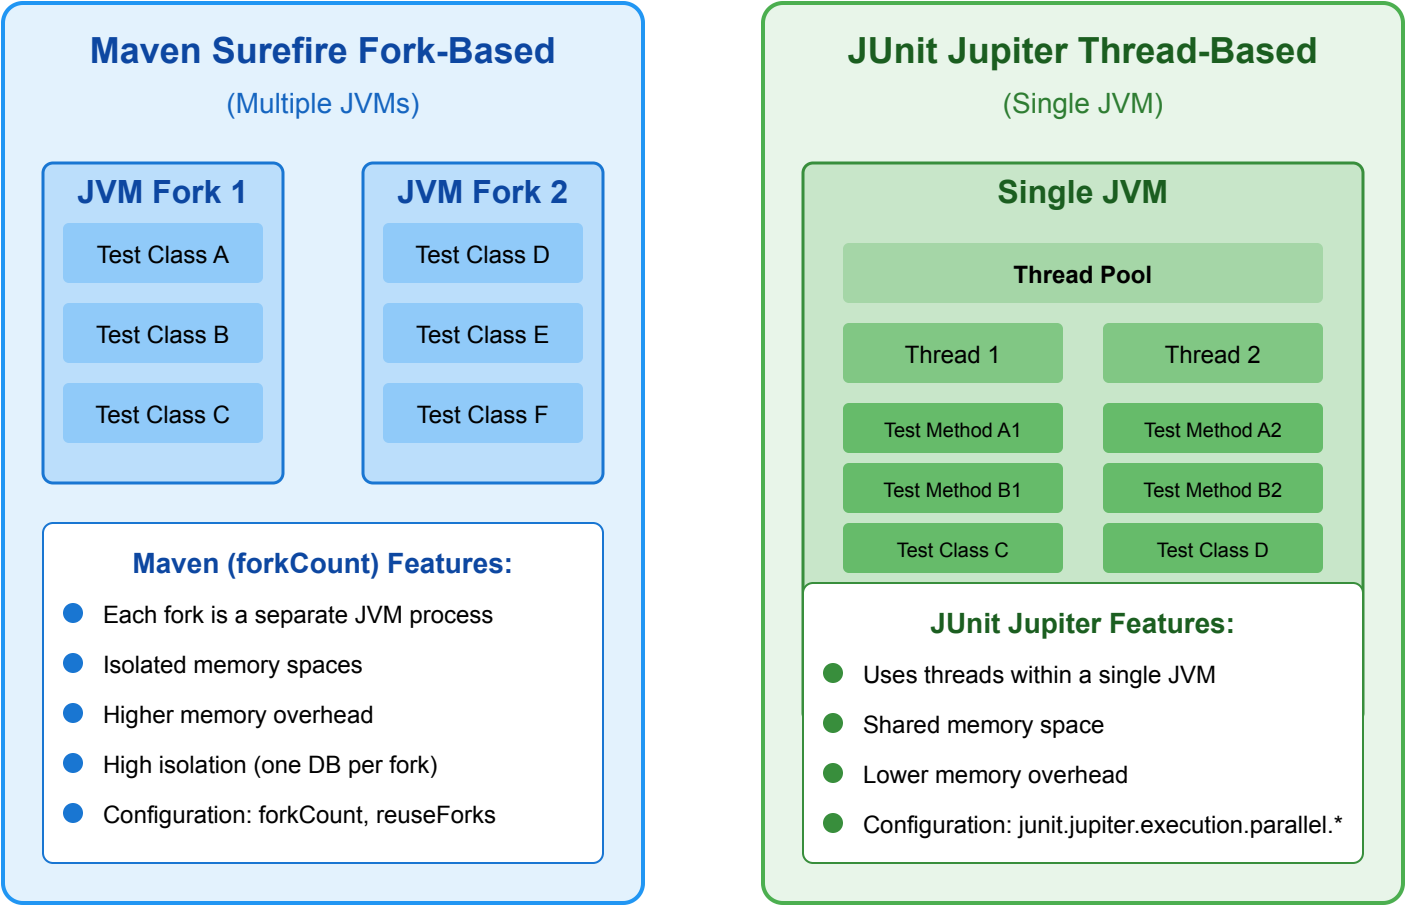 Maven Surefire Fork-Based
(Multiple JVMs)
JVM Fork 1
Test Class A
Test Class B
Test Class C
JVM Fork 2
Test Class D
Test Class E
Test Class F
Maven (forkCount) Features:
Each fork is a separate JVM process
Isolated memory spaces
Higher memory overhead
High isolation (one DB per fork)
Configuration: forkCount, reuseForks
JUnit Jupiter Thread-Based
(Single JVM)
Single JVM
Thread Pool
Thread 1
Test Method A1
Test Method B1
Test Class C
Thread 2
Test Method A2
Test Method B2
Test Class D
JUnit Jupiter Features:
Uses threads within a single JVM
Shared memory space
Lower memory overhead
Configuration: junit.jupiter.execution.parallel.*